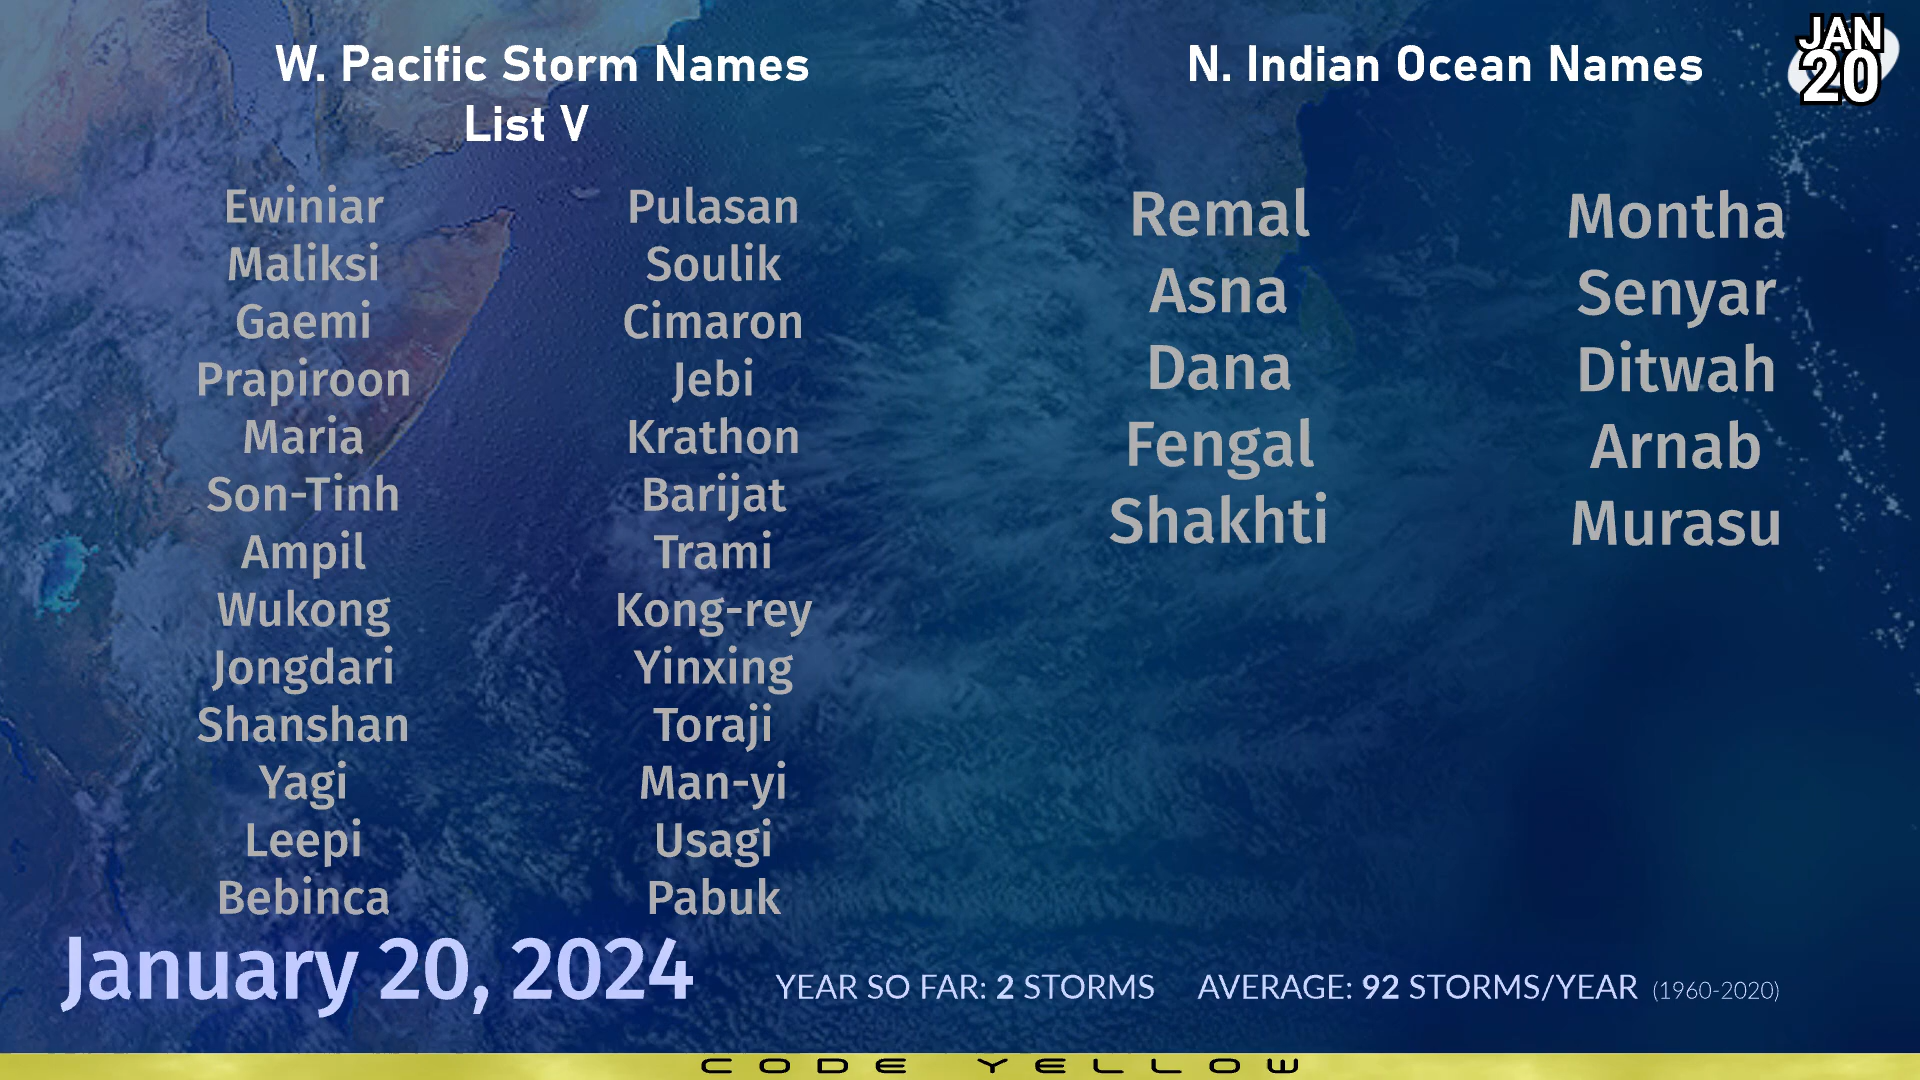 W. Pacific Storm Names
List V
Ewiniar
Maliksi
Gaemi
Prapiroon
Maria
Son-Tinh
Ampil
Wukong
Jongdari
Shanshan
Yagi
Leepi
Bebinca
Pulasan
Soulik
Cimaron
Jebi
Krathon
Barijat
Trami
Kong-rey
Yinxing
Toraji
Man-yi
Usagi
Pabuk
N. Indian Ocean Names
Remal
Asna
Dana
Fengal
Shakhti
Montha
Senyar
Ditwah
Arnab
Murasu
JAN
20
January 20, 2024
YEAR SO FAR: 2 STORMS
AVERAGE: 92 STORMS/YEAR (1960-2020)
CODE YELLOW